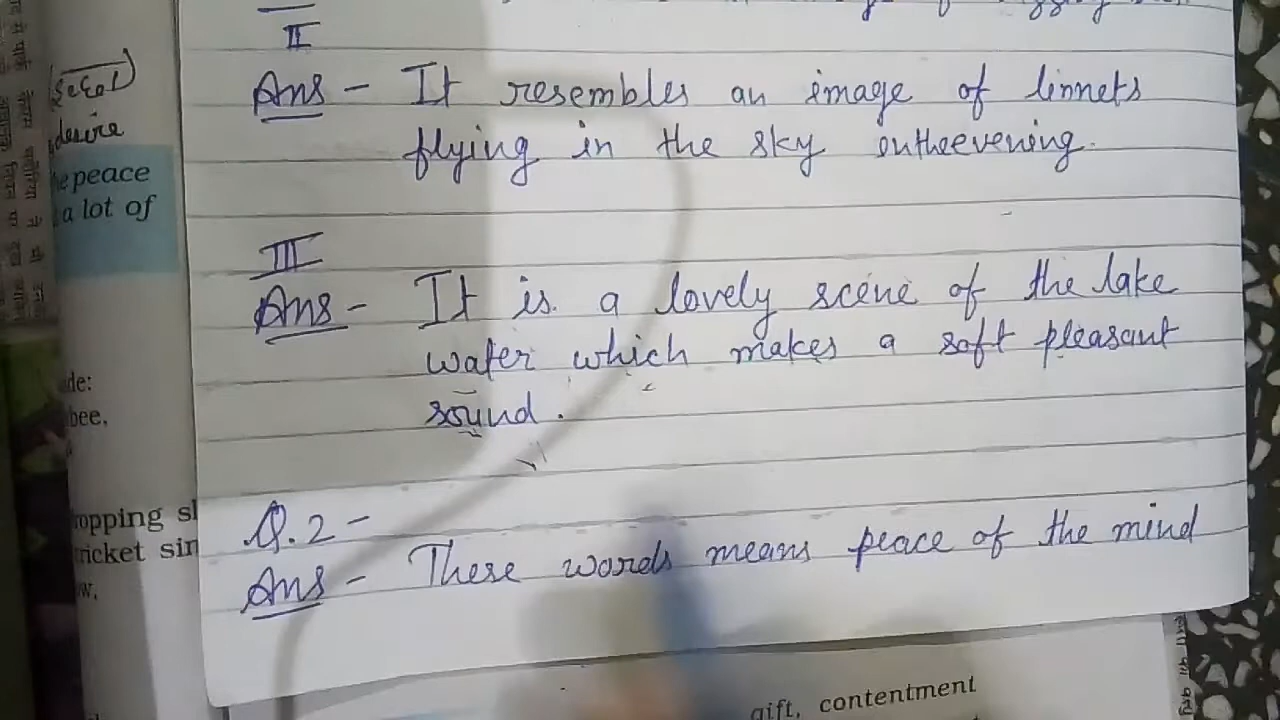 II
Ans - It resembles an image of linnets
flying in the sky intheevening.
III
Ans - It is a lovely scene of the lake
water which makes a soft pleasant
sound.
Q.2 -
Ans - These words means peace of the mind
desire
peace
a lot of
de:
bee,
opping sl
ricket sin
w,
gift, contentment